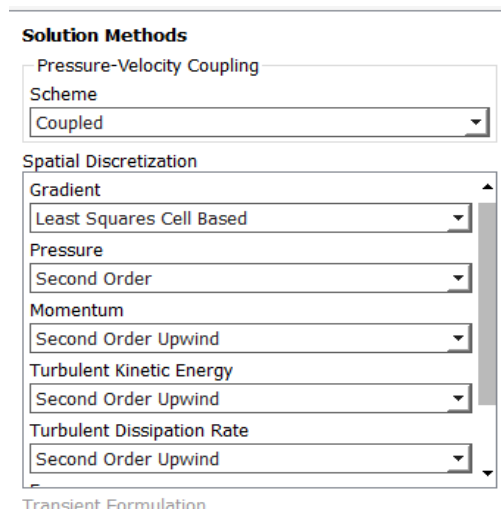 Solution Methods
Pressure-Velocity Coupling
Scheme
Coupled
Spatial Discretization
Gradient
Least Squares Cell Based
Pressure
Second Order
Momentum
Second Order Upwind
Turbulent Kinetic Energy
Second Order Upwind
Turbulent Dissipation Rate
Second Order Upwind
Transient Formulation